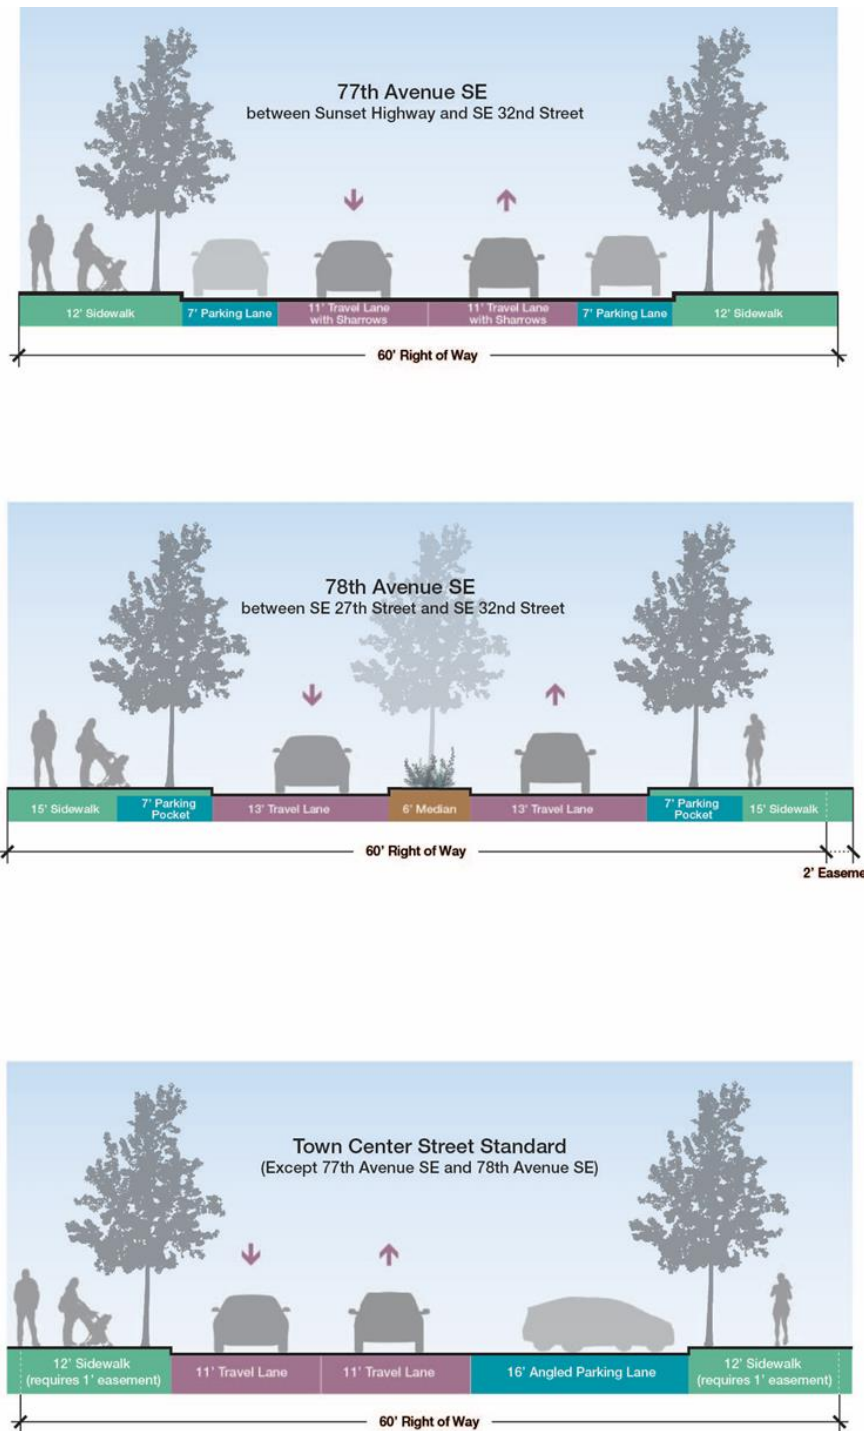 77th Avenue SE
between Sunset Highway and SE 32nd Street
12' Sidewalk
7' Parking Lane
11' Travel Lane
with Sharrows
11' Travel Lane
with Sharrows
7' Parking Lane
12' Sidewalk
60' Right of Way
78th Avenue SE
between SE 27th Street and SE 32nd Street
15' Sidewalk
7' Parking
Pocket
13' Travel Lane
6' Median
13' Travel Lane
7' Parking
Pocket
15' Sidewalk
60' Right of Way
2' Easeme
Town Center Street Standard
(Except 77th Avenue SE and 78th Avenue SE)
12' Sidewalk
(requires 1' easement)
11' Travel Lane
11' Travel Lane
16' Angled Parking Lane
12' Sidewalk
(requires 1' easement)
60' Right of Way